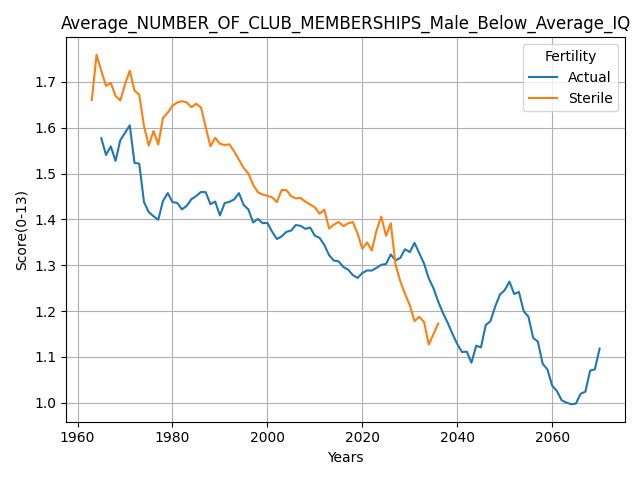 Average_NUMBER_OF_CLUB_MEMBERSHIPS_Male_Below_Average_IQ
Fertility
Actual
Sterile
Score(0-13)
1.7
1.6
1.5
1.4
1.3
1.2
1.1
1.0
1960 1980 2000 2020 2040 2060
Years